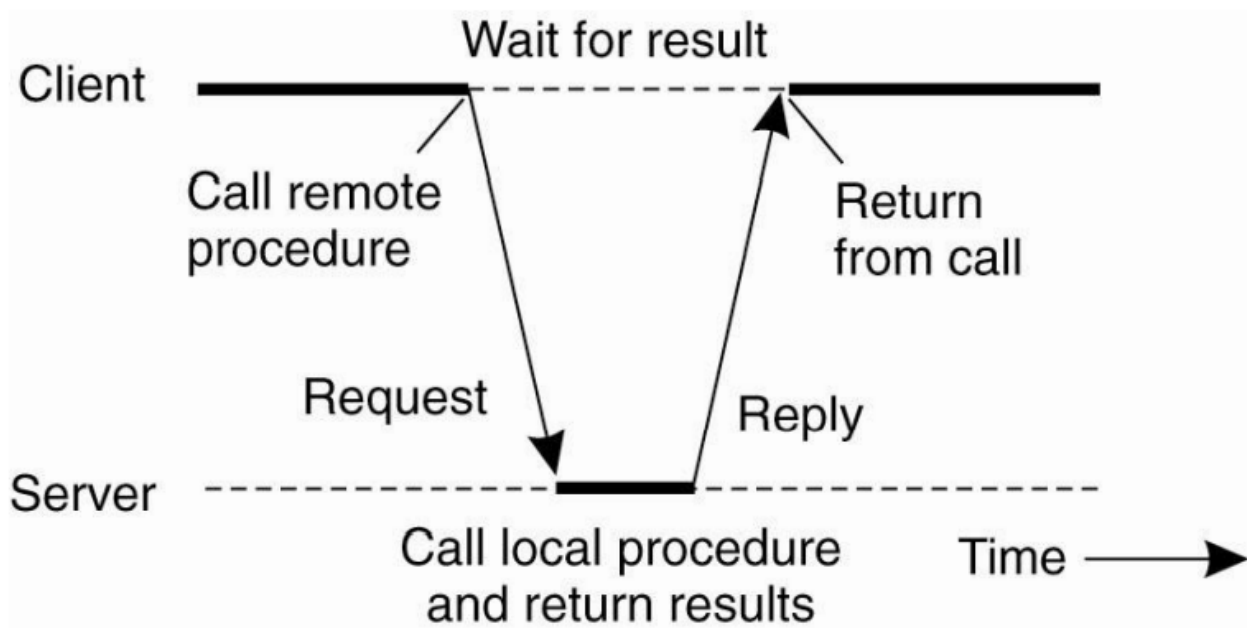 Wait for result
Client
Call remote
procedure
Return
from call
Request
Reply
Server
Call local procedure
and return results
Time